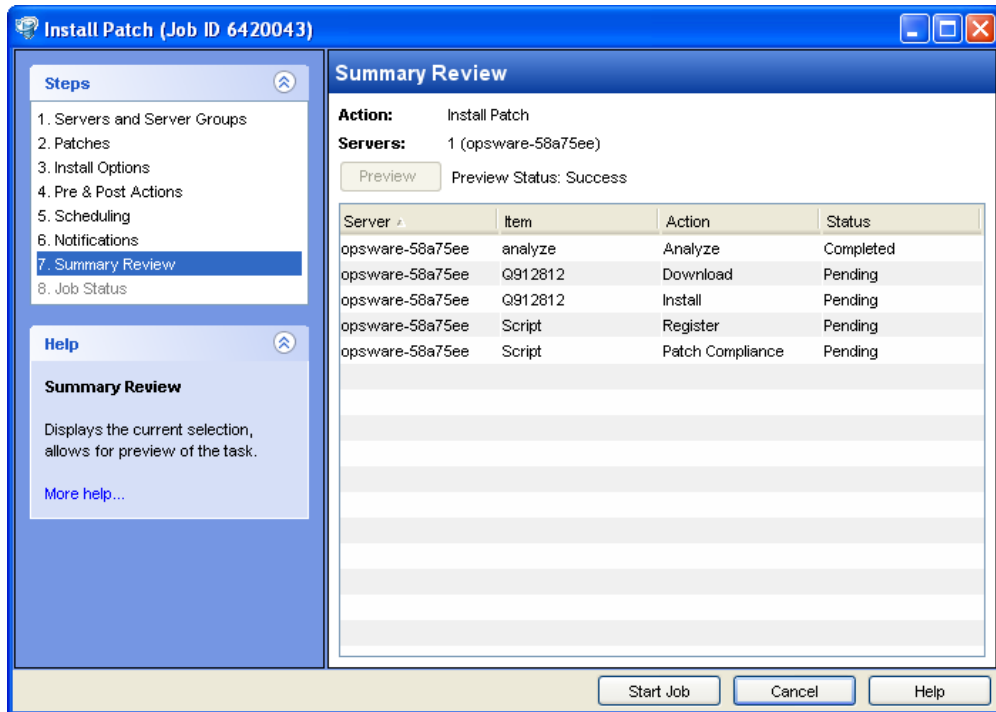 Install Patch (Job ID 6420043)
Steps
1. Servers and Server Groups
2. Patches
3. Install Options
4. Pre & Post Actions
5. Scheduling
6. Notifications
7. Summary Review
8. Job Status
Help
Summary Review
Displays the current selection,
allows for preview of the task.
More help...
Summary Review
Action: Install Patch
Servers: 1 (opsware-58a75ee)
Preview Preview Status: Success
Server Item Action Status
opsware-58a75ee analyze Analyze Completed
opsware-58a75ee Q912812 Download Pending
opsware-58a75ee Q912812 Install Pending
opsware-58a75ee Script Register Pending
opsware-58a75ee Script Patch Compliance Pending
Start Job Cancel Help